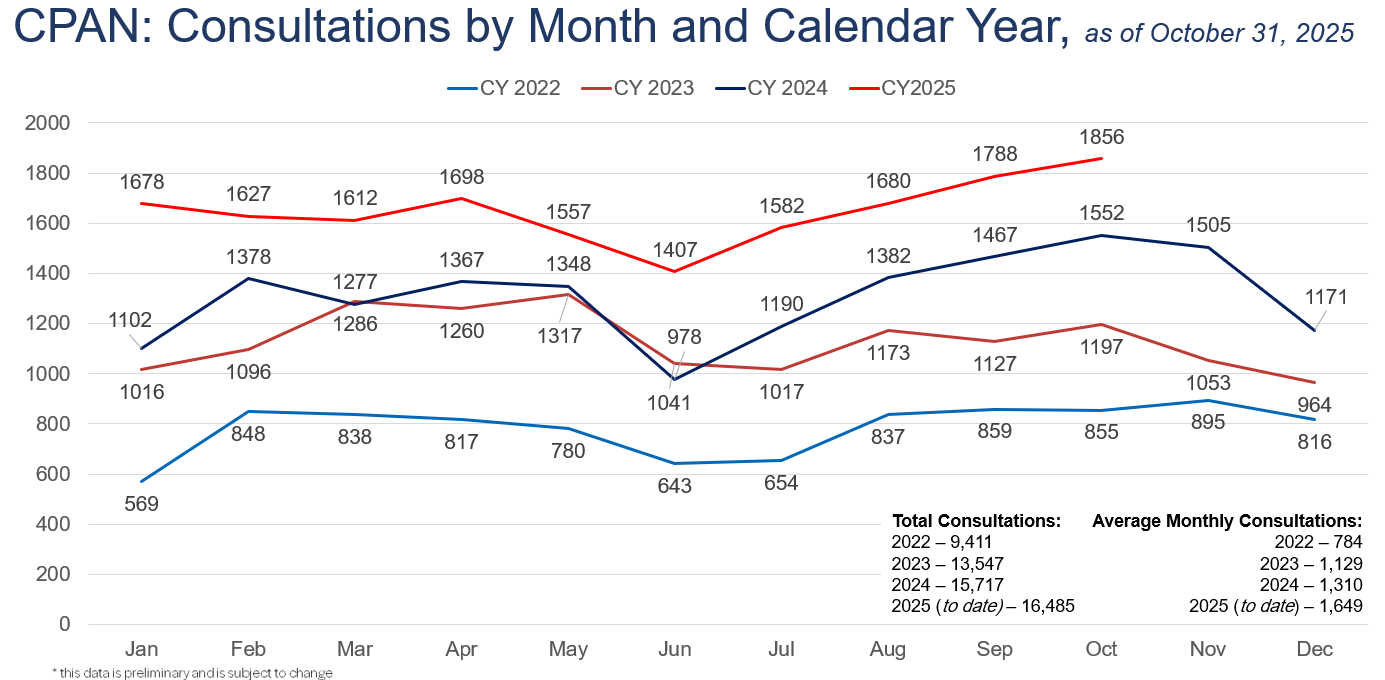 CPAN: Consultations by Month and Calendar Year, as of October 31, 2025
CY 2022 CY 2023 CY 2024 CY2025
2000
1800
1600
1400
1200
1000
800
600
400
200
0
1678 1627 1612 1698 1557 1407 1582 1680 1788 1856
1102 1378 1277 1367 1348 978 1190 1382 1467 1552 1505 1171
1016 1096 1286 1260 1317 1041 1017 1173 1127 1197 1053 964
569 848 838 817 780 643 654 837 859 855 895 816
Total Consultations:
2022 – 9,411
2023 – 13,547
2024 – 15,717
2025 (to date) – 16,485
Average Monthly Consultations:
2022 – 784
2023 – 1,129
2024 – 1,310
2025 (to date) – 1,649
Jan Feb Mar Apr May Jun Jul Aug Sep Oct Nov Dec
* this data is preliminary and is subject to change